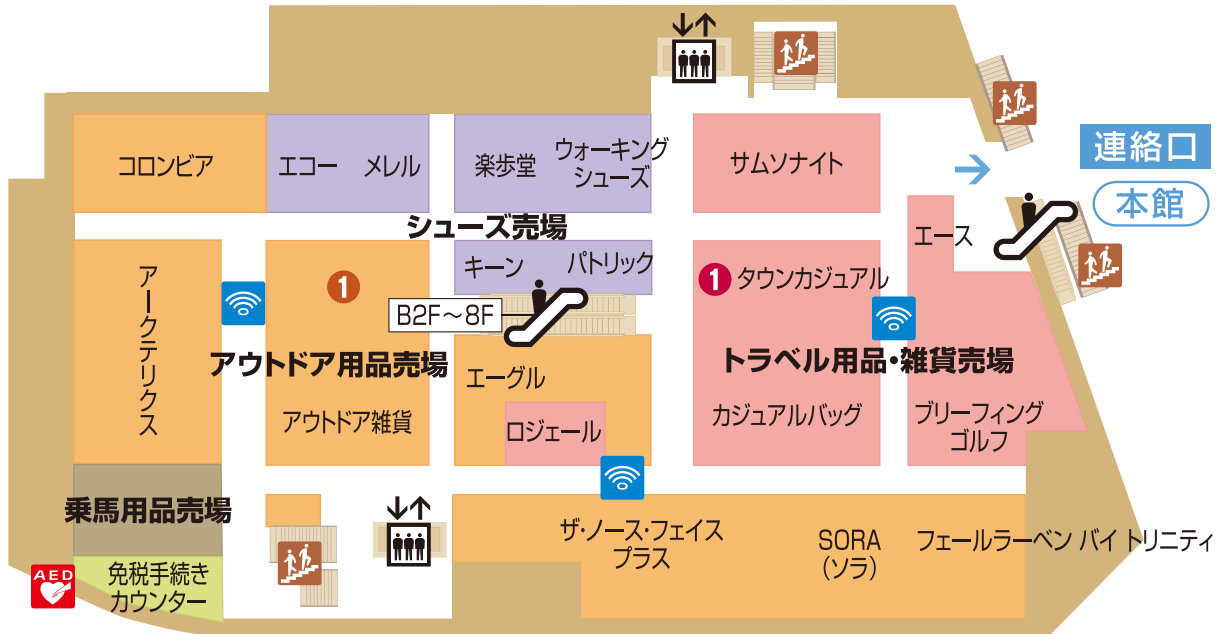 コロンビア
エコー
メレル
楽歩堂
ウォーキング
シューズ
サムソナイト
連絡口
本館
シューズ売場
キーン
パトリック
エース
アークテリクス
1
1
タウンカジュアル
B2F〜8F
アウトドア用品売場
エーグル
トラベル用品・雑貨売場
アウトドア雑貨
ロジェール
カジュアルバッグ
ブリーフィング
ゴルフ
乗馬用品売場
ザ・ノース・フェイス
プラス
SORA
(ソラ)
フェールラーベン バイ トリニティ
AED
免税手続き
カウンター